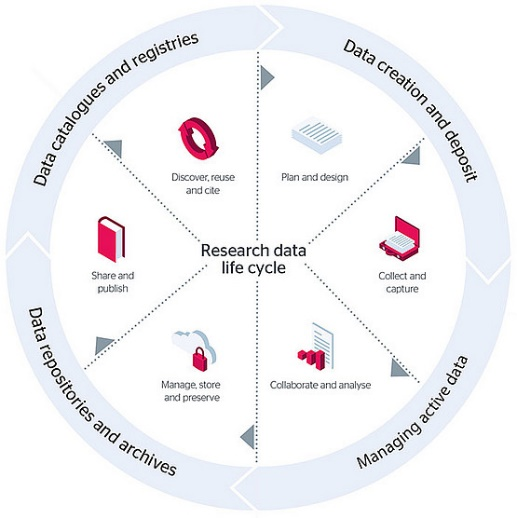 Data catalogues and registries
Data creation and deposit
Discover, reuse
and cite
Plan and design
Share and
publish
Research data
life cycle
Collect and
capture
Manage, store
and preserve
Collaborate and analyse
Data repositories and archives
Managing active data